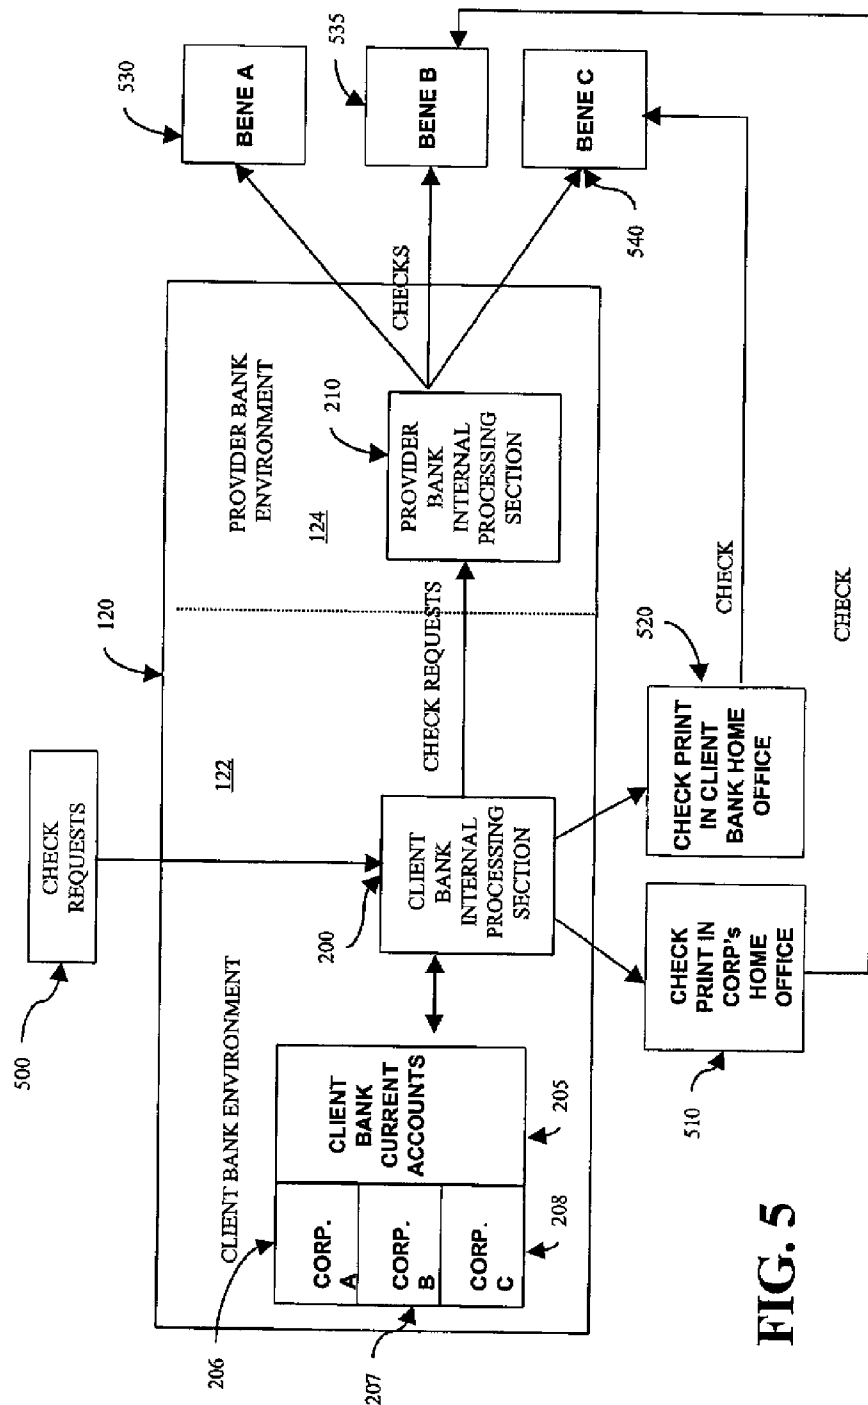 500
CHECK
REQUESTS
120
CLIENT BANK ENVIRONMENT
122
PROVIDER BANK
ENVIRONMENT
124
206
CORP.
A
CORP.
B
CORP.
C
207
208
CLIENT
BANK
CURRENT
ACCOUNTS
205
200
CLIENT
BANK
INTERNAL
PROCESSING
SECTION
CHECK REQUESTS
210
PROVIDER
BANK
INTERNAL
PROCESSING
SECTION
CHECKS
530
BENE A
535
BENE B
BENE C
540
510
CHECK
PRINT IN
CORP's
HOME
OFFICE
520
CHECK PRINT
IN CLIENT
BANK HOME
OFFICE
CHECK
CHECK
FIG. 5